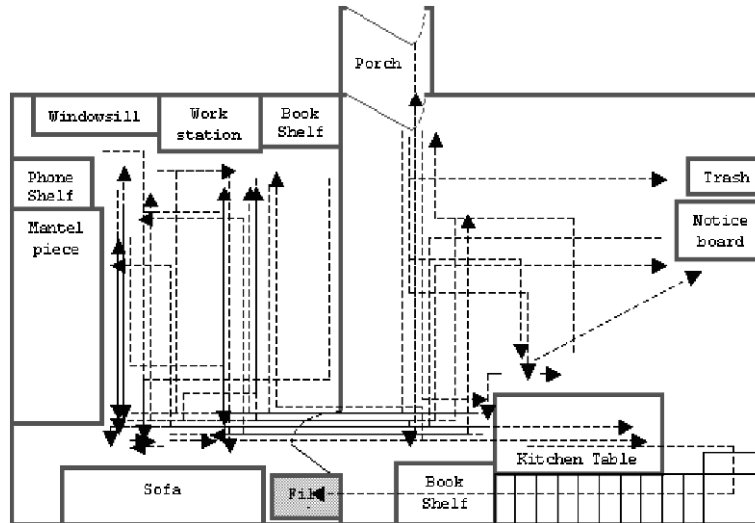 Porch
Windowsill
Work
station
Book
Shelf
Phone
Shelf
Trash
Mantel
piece
Notice
board
Kitchen Table
Sofa
Book
Shelf